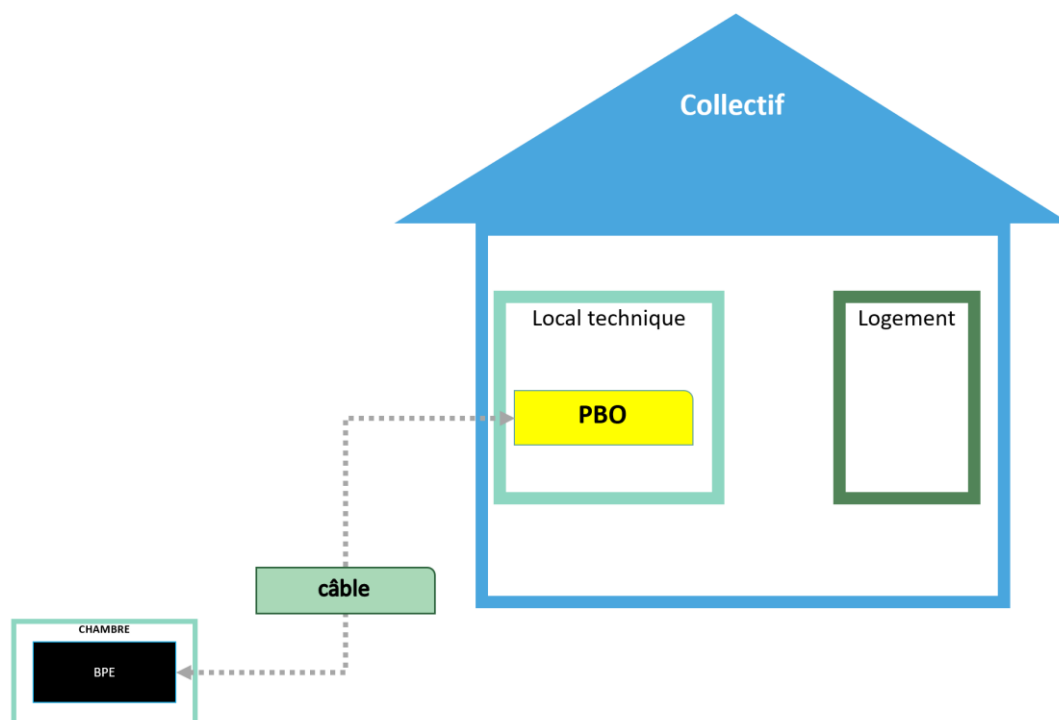 Collectif
Local technique
Logement
PBO
câble
CHAMBRE
BPE